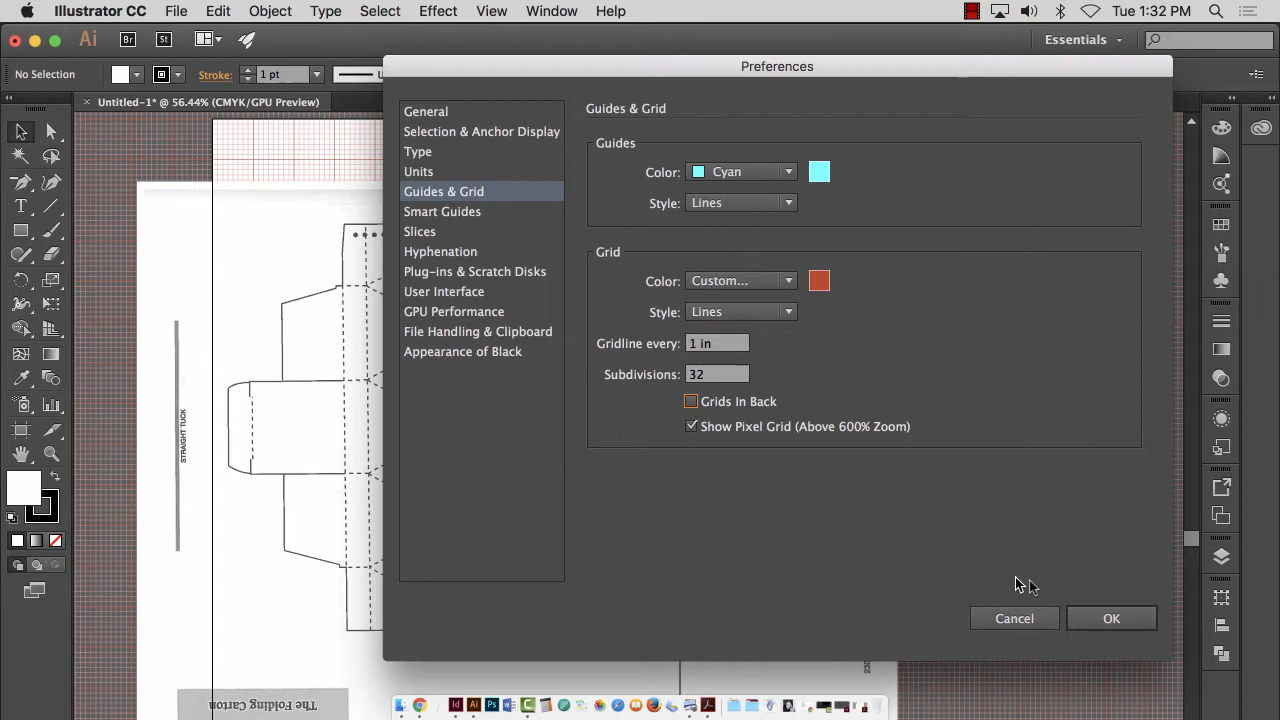 Illustrator CC File Edit Object Type Select Effect View Window Help Tue 1:32 PM
Ai Br St Essentials
No Selection Stroke: 1 pt
Preferences
× Untitled-1* @ 56.44% (CMYK/GPU Preview)
General
Selection & Anchor Display
Type
Units
Guides & Grid
Smart Guides
Slices
Hyphenation
Plug-ins & Scratch Disks
User Interface
GPU Performance
File Handling & Clipboard
Appearance of Black
Guides & Grid
Guides
Color: Cyan
Style: Lines
Grid
Color: Custom...
Style: Lines
Gridline every: 1 in
Subdivisions: 32
Grids In Back
Show Pixel Grid (Above 600% Zoom)
Cancel OK
STRAIGHT TUCK
The Folding Carton
230